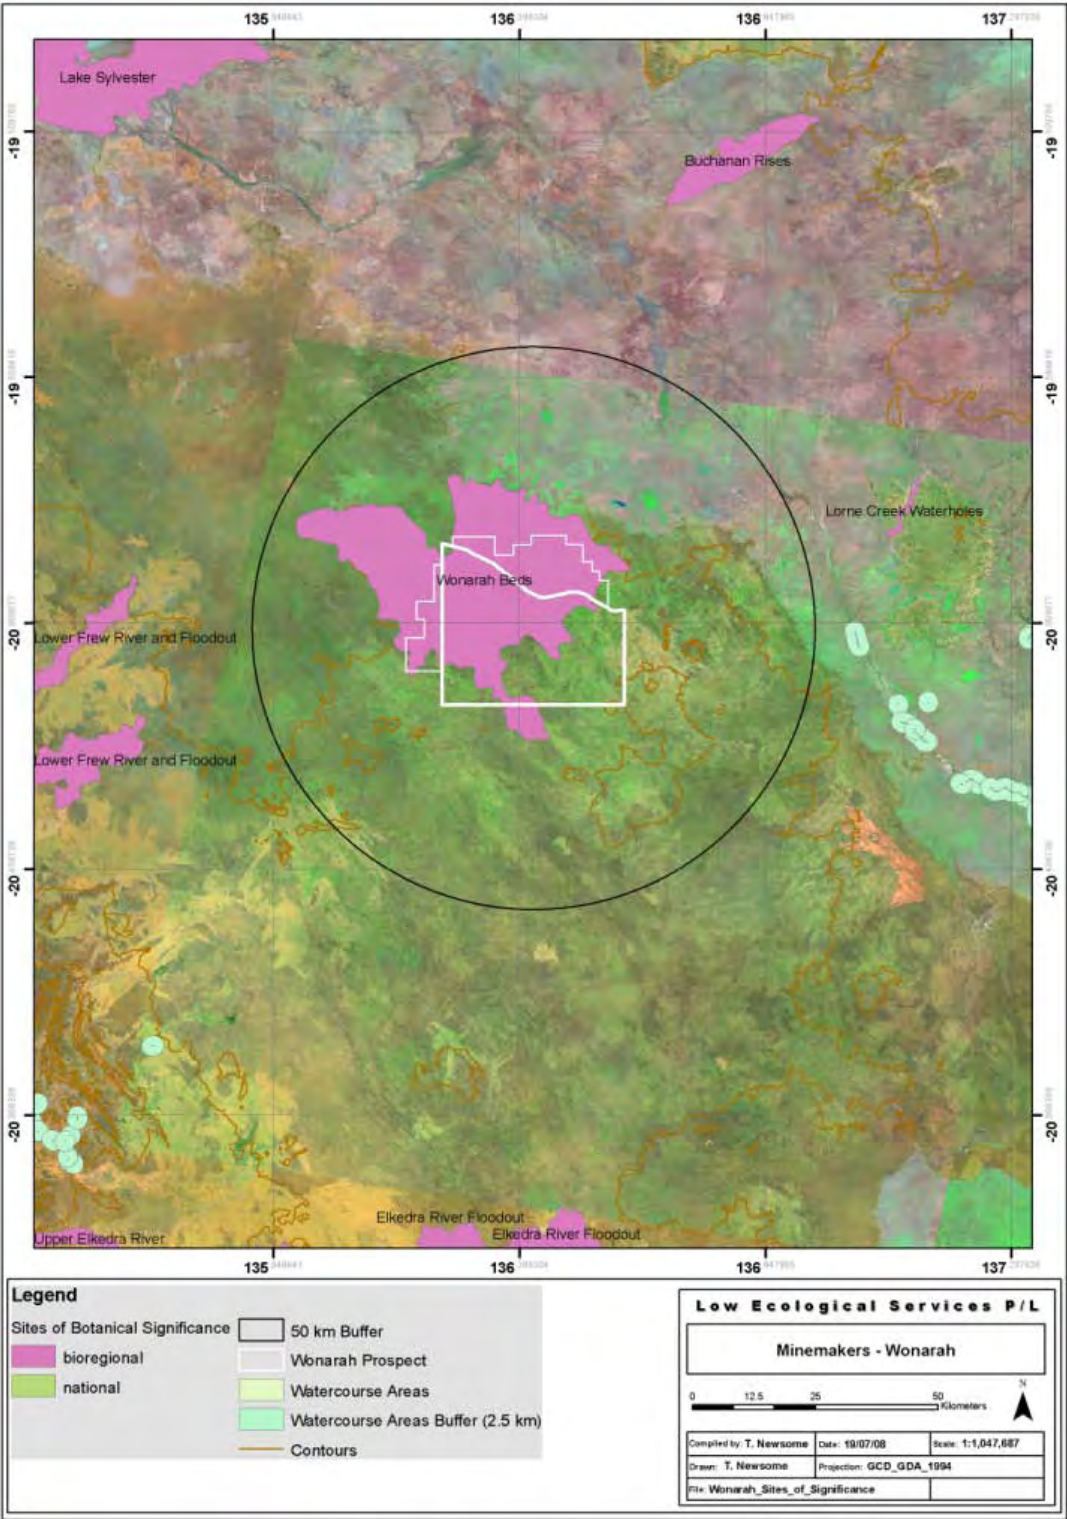 135 136 136 137
Lake Sylvester
Buchanan Rises
-19 -19
-19 -19
Lorne Creek Waterholes
Wonarah Beds
-20 -20
Lower Frew River and Floodout
Lower Frew River and Floodout
-20 -20
-20 -20
Elkedra River Floodout
Upper Elkedra River
Elkedra River Floodout
135 136 136 137
Legend
Sites of Botanical Significance
bioregional
national
50 km Buffer
Wonarah Prospect
Watercourse Areas
Watercourse Areas Buffer (2.5 km)
Contours
Low Ecological Services P/L
Minemakers - Wonarah
N
0 12.5 25 50
Kilometers
Compiled by: T. Newsome Date: 19/07/08 Scale: 1:1,047,687
Drawn: T. Newsome Projection: GCD_GDA_1994
File: Wonarah_Sites_of_Significance